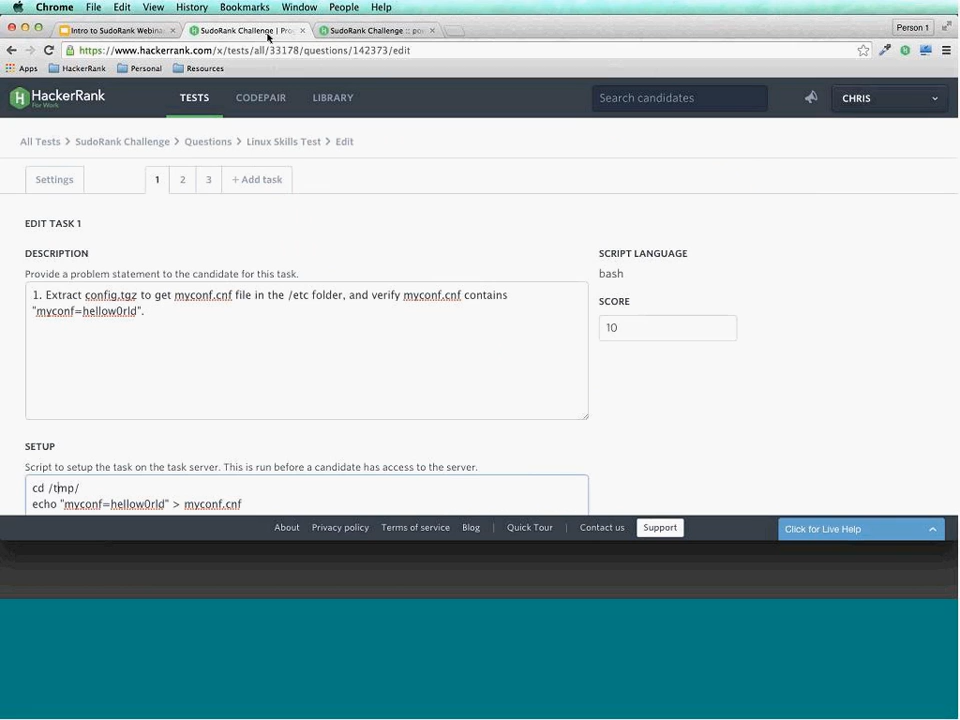 Chrome File Edit View History Bookmarks Window People Help
Intro to SudoRank Webina SudoRank Challenge | Pro SudoRank Challenge :: po Person 1
https://www.hackerrank.com/x/tests/all/33178/questions/142373/edit
Apps HackerRank Personal Resources
HackerRank For Work TESTS CODEPAIR LIBRARY Search candidates CHRIS
All Tests > SudoRank Challenge > Questions > Linux Skills Test > Edit
Settings 1 2 3 + Add task
EDIT TASK 1
DESCRIPTION SCRIPT LANGUAGE
Provide a problem statement to the candidate for this task. bash
1. Extract config.tgz to get myconf.cnf file in the /etc folder, and verify myconf.cnf contains
"myconf=hellow0rld".
SCORE
10
SETUP
Script to setup the task on the task server. This is run before a candidate has access to the server.
cd /tmp/
echo "myconf=hellow0rld" > myconf.cnf
About Privacy policy Terms of service Blog | Quick Tour | Contact us Support Click for Live Help